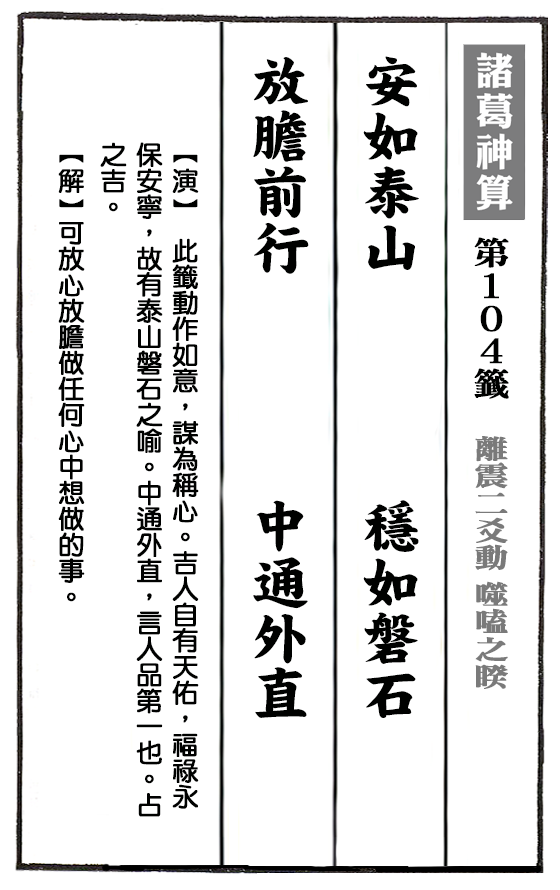 諸葛神算 第104籤 離震二爻動 噬嗑之睽
安如泰山 穩如磐石
放膽前行 中通外直
【演】 此籤動作如意，謀為稱心。吉人自有天佑，福祿永
保安寧，故有泰山磐石之喻。中通外直，言人品第一也。占
之吉。
【解】可放心放膽做任何心中想做的事。